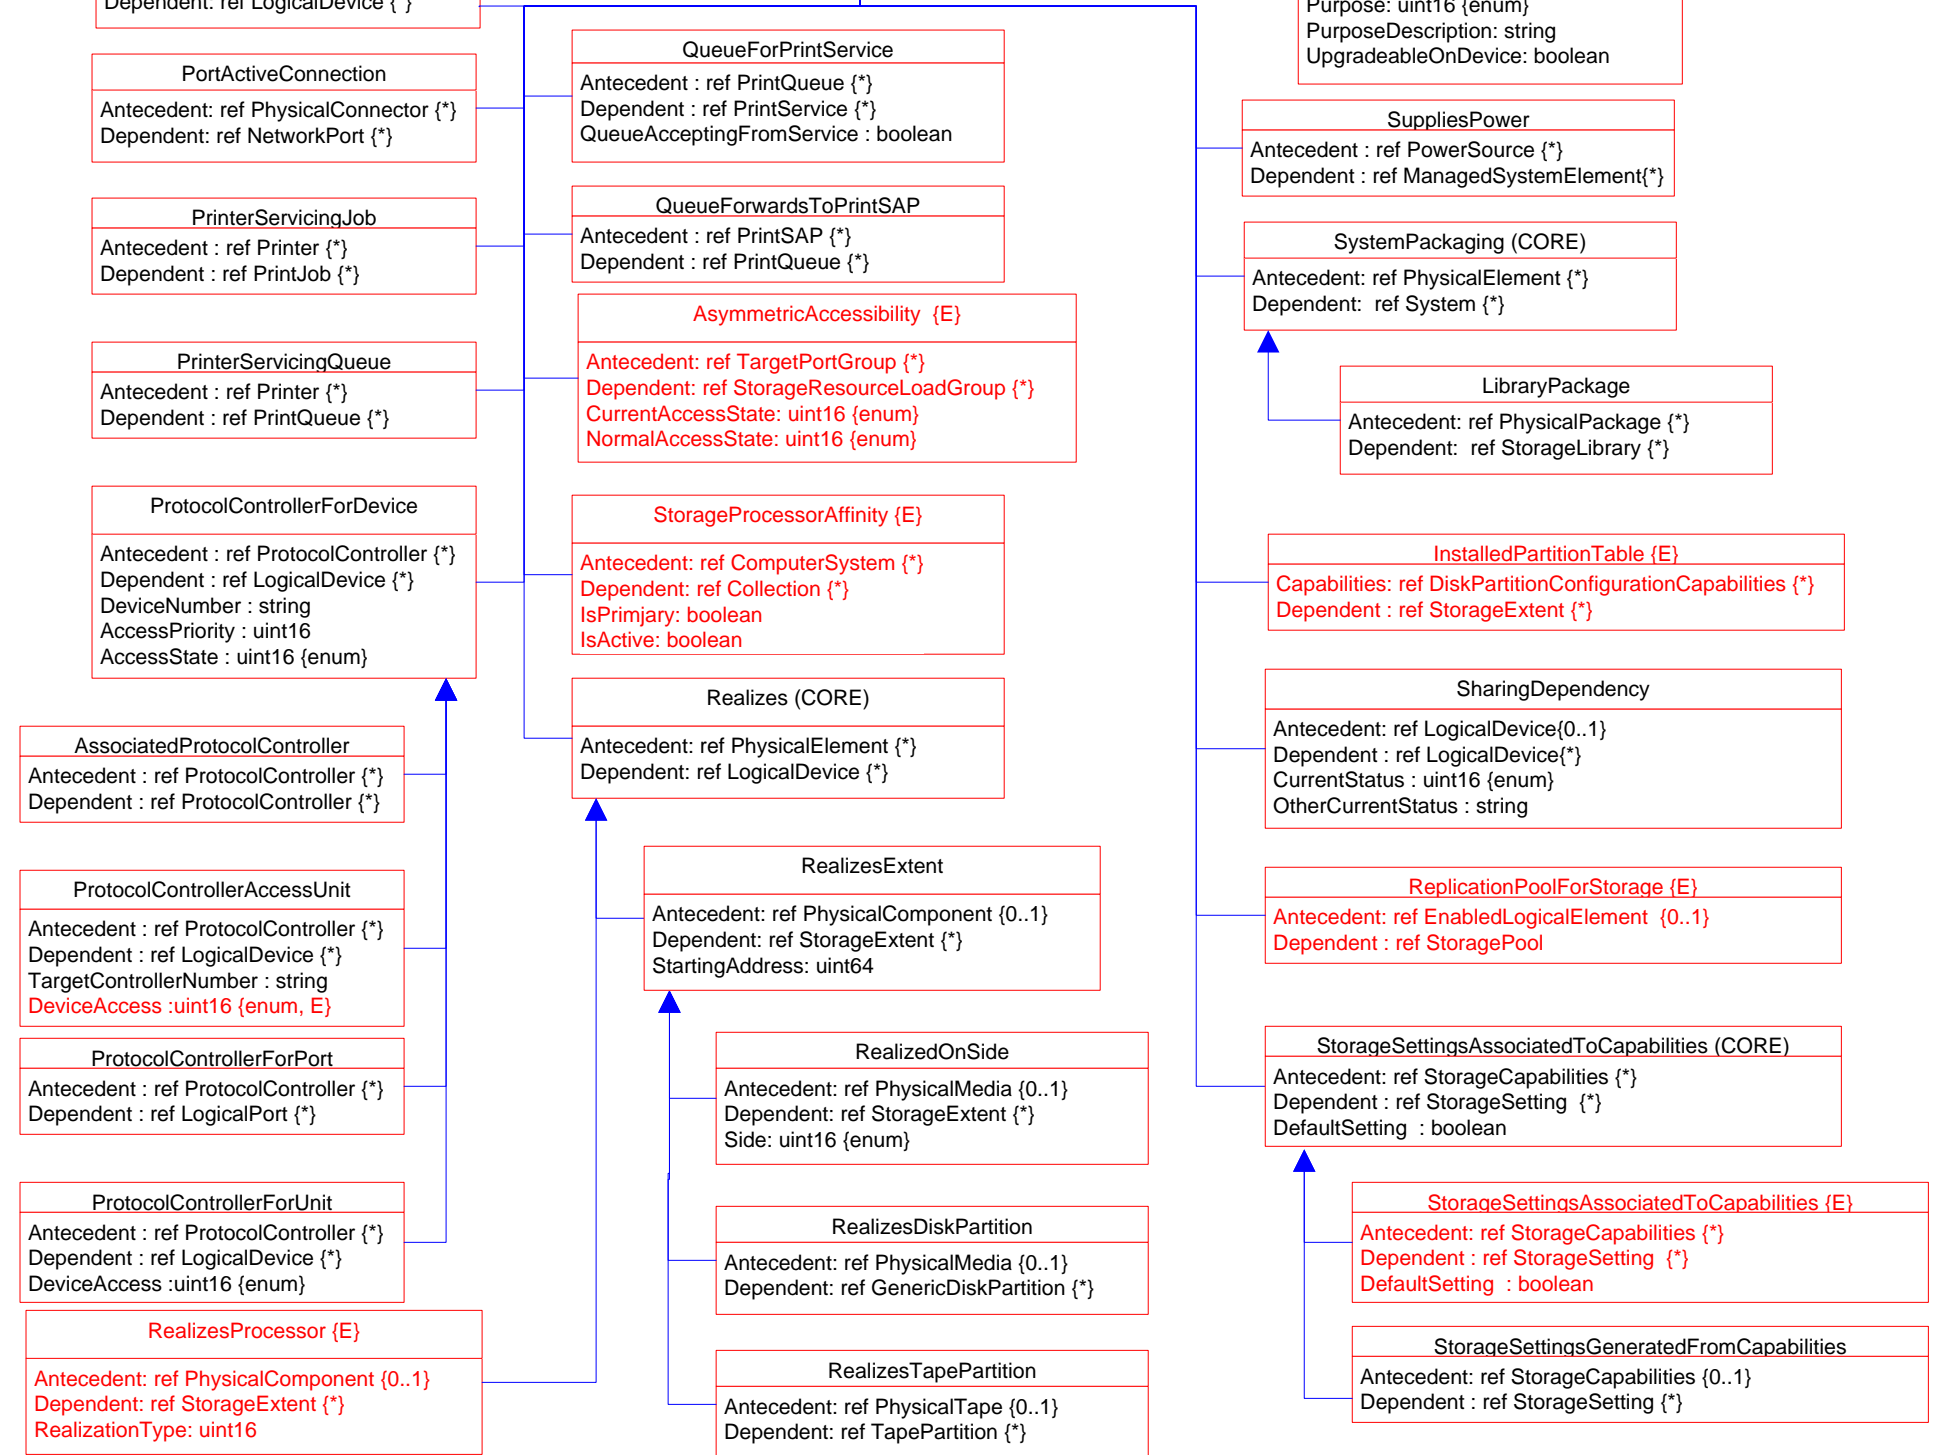 Dependent: ref LogicalDevice {*}
PortActiveConnection
Antecedent: ref PhysicalConnector {*}
Dependent: ref NetworkPort {*}
PrinterServicingJob
Antecedent : ref Printer {*}
Dependent : ref PrintJob {*}
PrinterServicingQueue
Antecedent : ref Printer {*}
Dependent : ref PrintQueue {*}
ProtocolControllerForDevice
Antecedent : ref ProtocolController {*}
Dependent : ref LogicalDevice {*}
DeviceNumber : string
AccessPriority : uint16
AccessState : uint16 {enum}
AssociatedProtocolController
Antecedent : ref ProtocolController {*}
Dependent : ref ProtocolController {*}
ProtocolControllerAccessUnit
Antecedent : ref ProtocolController {*}
Dependent : ref LogicalDevice {*}
TargetControllerNumber : string
DeviceAccess :uint16 {enum, E}
ProtocolControllerForPort
Antecedent : ref ProtocolController {*}
Dependent : ref LogicalPort {*}
ProtocolControllerForUnit
Antecedent : ref ProtocolController {*}
Dependent : ref LogicalDevice {*}
DeviceAccess :uint16 {enum}
RealizesProcessor {E}
Antecedent: ref PhysicalComponent {0..1}
Dependent: ref StorageExtent {*}
RealizationType: uint16
QueueForPrintService
Antecedent : ref PrintQueue {*}
Dependent : ref PrintService {*}
QueueAcceptingFromService : boolean
QueueForwardsToPrintSAP
Antecedent : ref PrintSAP {*}
Dependent : ref PrintQueue {*}
AsymmetricAccessibility {E}
Antecedent: ref TargetPortGroup {*}
Dependent: ref StorageResourceLoadGroup {*}
CurrentAccessState: uint16 {enum}
NormalAccessState: uint16 {enum}
StorageProcessorAffinity {E}
Antecedent: ref ComputerSystem {*}
Dependent: ref Collection {*}
IsPrimjary: boolean
IsActive: boolean
Realizes (CORE)
Antecedent: ref PhysicalElement {*}
Dependent: ref LogicalDevice {*}
RealizesExtent
Antecedent: ref PhysicalComponent {0..1}
Dependent: ref StorageExtent {*}
StartingAddress: uint64
RealizedOnSide
Antecedent: ref PhysicalMedia {0..1}
Dependent: ref StorageExtent {*}
Side: uint16 {enum}
RealizesDiskPartition
Antecedent: ref PhysicalMedia {0..1}
Dependent: ref GenericDiskPartition {*}
RealizesTapePartition
Antecedent: ref PhysicalTape {0..1}
Dependent: ref TapePartition {*}
Purpose: uint16 {enum}
PurposeDescription: string
UpgradeableOnDevice: boolean
SuppliesPower
Antecedent : ref PowerSource {*}
Dependent : ref ManagedSystemElement{*}
SystemPackaging (CORE)
Antecedent: ref PhysicalElement {*}
Dependent: ref System {*}
LibraryPackage
Antecedent: ref PhysicalPackage {*}
Dependent: ref StorageLibrary {*}
InstalledPartitionTable {E}
Capabilities: ref DiskPartitionConfigurationCapabilities {*}
Dependent : ref StorageExtent {*}
SharingDependency
Antecedent: ref LogicalDevice{0..1}
Dependent : ref LogicalDevice{*}
CurrentStatus : uint16 {enum}
OtherCurrentStatus : string
ReplicationPoolForStorage {E}
Antecedent: ref EnabledLogicalElement {0..1}
Dependent : ref StoragePool
StorageSettingsAssociatedToCapabilities (CORE)
Antecedent: ref StorageCapabilities {*}
Dependent : ref StorageSetting {*}
DefaultSetting : boolean
StorageSettingsAssociatedToCapabilities {E}
Antecedent: ref StorageCapabilities {*}
Dependent : ref StorageSetting {*}
DefaultSetting : boolean
StorageSettingsGeneratedFromCapabilities
Antecedent: ref StorageCapabilities {0..1}
Dependent : ref StorageSetting {*}